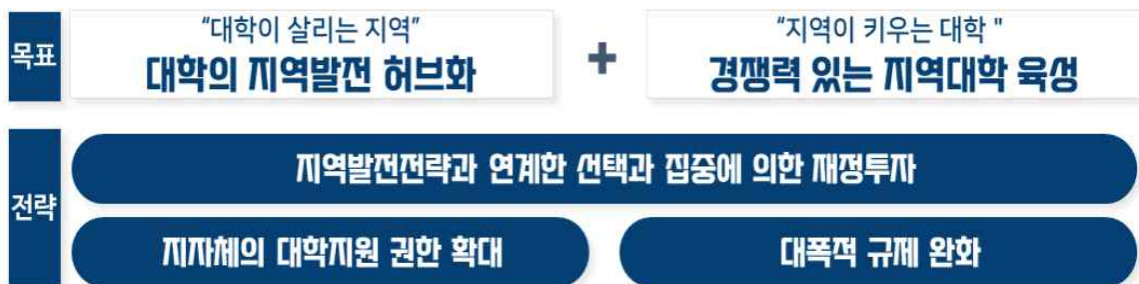 목표
“대학이 살리는 지역”
대학의 지역발전 허브화
+
“지역이 키우는 대학 "
경쟁력 있는 지역대학 육성
전략
지역발전전략과 연계한 선택과 집중에 의한 재정투자
지자체의 대학지원 권한 확대
대폭적 규제 완화